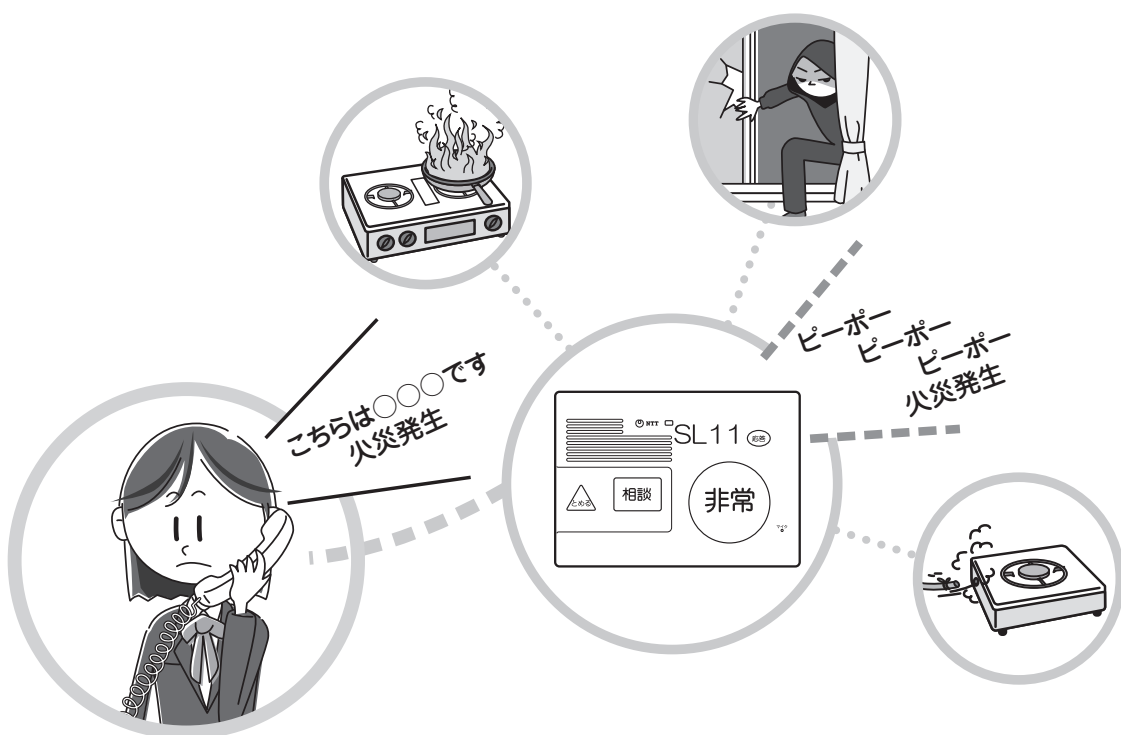 こちらは○○○です
火災発生
ピーポー
ピーポー
ピーポー
火災発生
NTT
SL11
応答
とめる
相談
非常
マイク